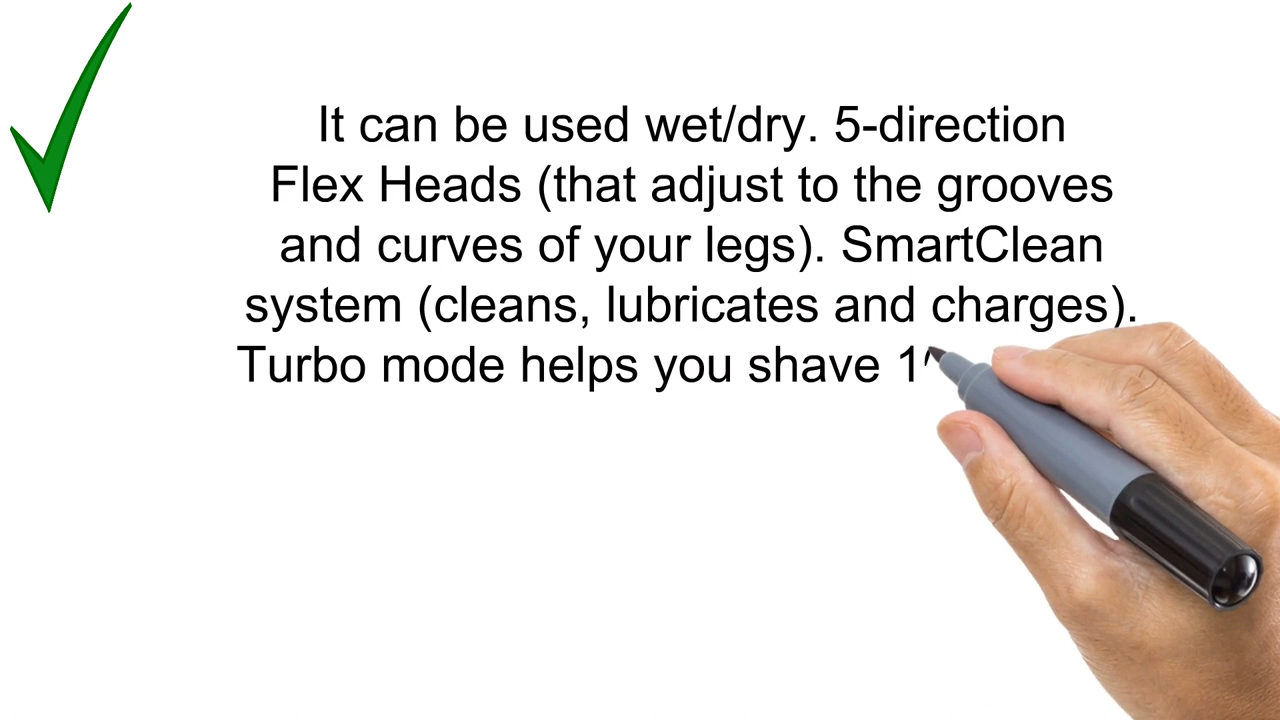 It can be used wet/dry. 5-direction
Flex Heads (that adjust to the grooves
and curves of your legs). SmartClean
system (cleans, lubricates and charges).
Turbo mode helps you shave